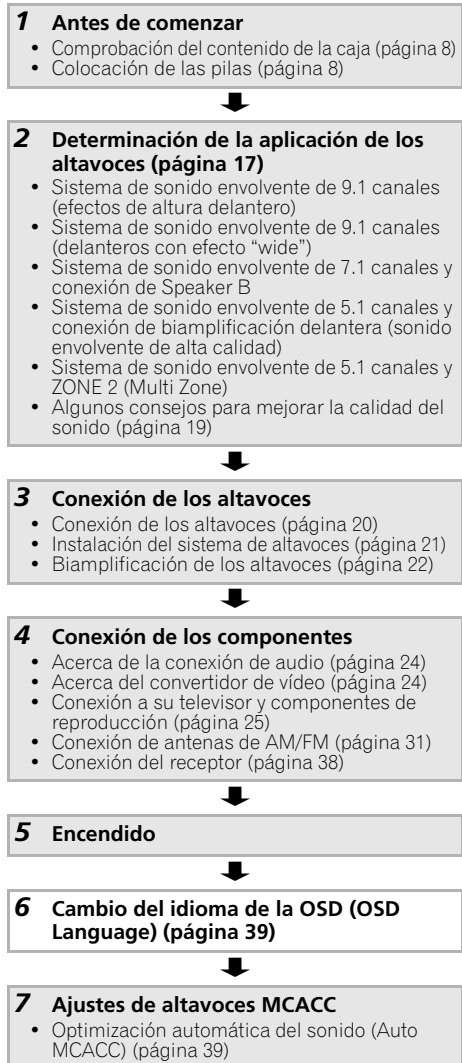 1 Antes de comenzar
• Comprobación del contenido de la caja (página 8)
• Colocación de las pilas (página 8)
2 Determinación de la aplicación de los
altavoces (página 17)
• Sistema de sonido envolvente de 9.1 canales
(efectos de altura delantero)
• Sistema de sonido envolvente de 9.1 canales
(delanteros con efecto “wide”)
• Sistema de sonido envolvente de 7.1 canales y
conexión de Speaker B
• Sistema de sonido envolvente de 5.1 canales y
conexión de biamplificación delantera (sonido
envolvente de alta calidad)
• Sistema de sonido envolvente de 5.1 canales y
ZONE 2 (Multi Zone)
• Algunos consejos para mejorar la calidad del
sonido (página 19)
3 Conexión de los altavoces
• Conexión de los altavoces (página 20)
• Instalación del sistema de altavoces (página 21)
• Biamplificación de los altavoces (página 22)
4 Conexión de los componentes
• Acerca de la conexión de audio (página 24)
• Acerca del convertidor de vídeo (página 24)
• Conexión a su televisor y componentes de
reproducción (página 25)
• Conexión de antenas de AM/FM (página 31)
• Conexión del receptor (página 38)
5 Encendido
6 Cambio del idioma de la OSD (OSD
Language) (página 39)
7 Ajustes de altavoces MCACC
• Optimización automática del sonido (Auto
MCACC) (página 39)